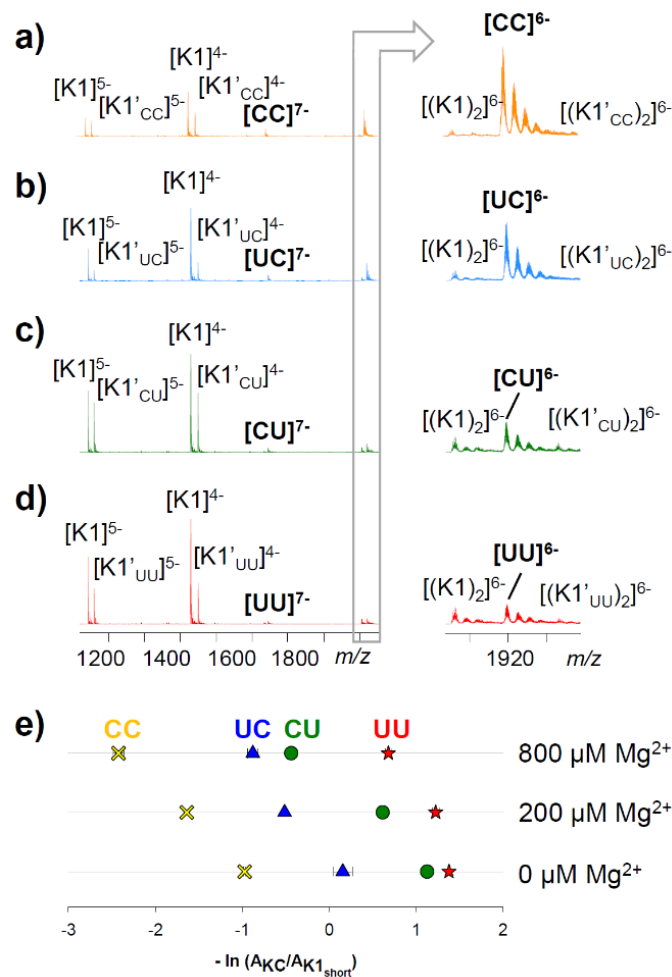 a)
[K1]⁵⁻
[K1'CC]⁵⁻
[K1]⁴⁻
[K1'CC]⁴⁻
[CC]⁷⁻
[CC]⁶⁻
[(K1)₂]⁶⁻
[(K1'CC)₂]⁶⁻
b)
[K1]⁵⁻
[K1'UC]⁵⁻
[K1]⁴⁻
[K1'UC]⁴⁻
[UC]⁷⁻
[UC]⁶⁻
[(K1)₂]⁶⁻
[(K1'UC)₂]⁶⁻
c)
[K1]⁵⁻
[K1'CU]⁵⁻
[K1]⁴⁻
[K1'CU]⁴⁻
[CU]⁷⁻
[CU]⁶⁻
[(K1)₂]⁶⁻
[(K1'CU)₂]⁶⁻
d)
[K1]⁵⁻
[K1'UU]⁵⁻
[K1]⁴⁻
[K1'UU]⁴⁻
[UU]⁷⁻
[UU]⁶⁻
[(K1)₂]⁶⁻
[(K1'UU)₂]⁶⁻
1200 1400 1600 1800 m/z
1920 m/z
e)
CC UC CU UU
800 µM Mg²⁺
200 µM Mg²⁺
0 µM Mg²⁺
-3 -2 -1 0 1 2
- ln (AKC/AK1short)